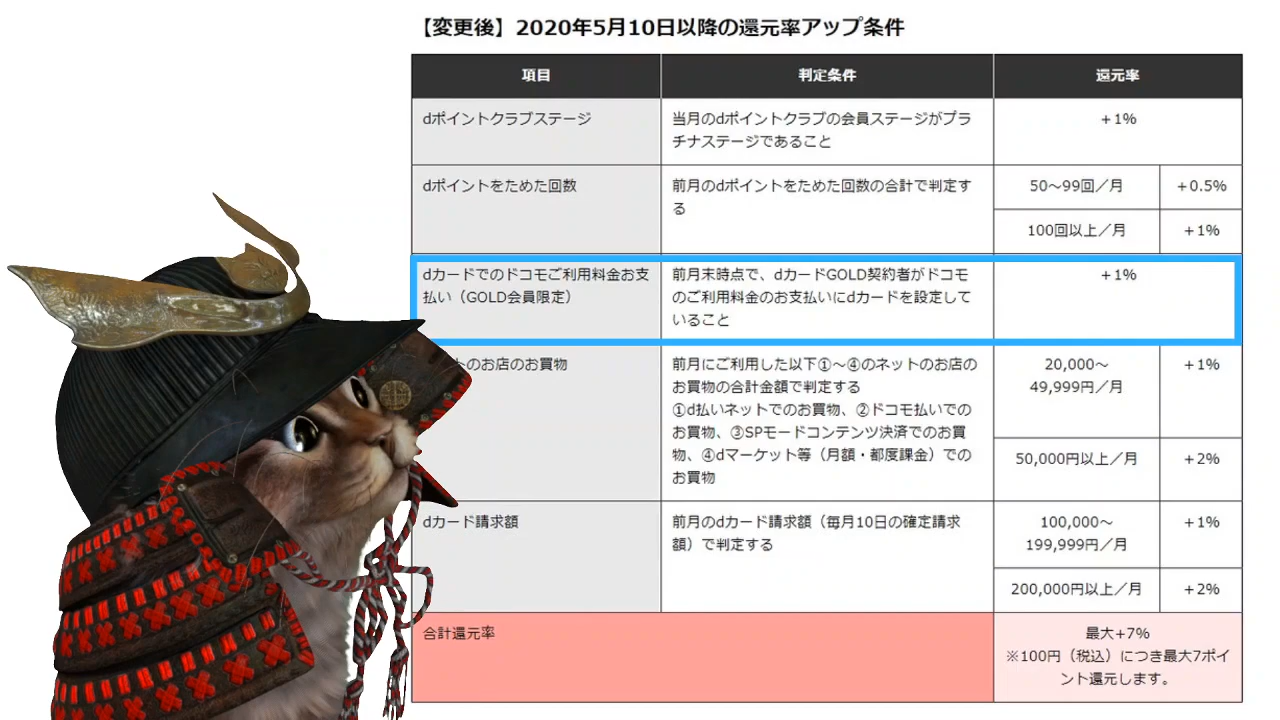 【変更後】2020年5月10日以降の還元率アップ条件
項目
判定条件
還元率
dポイントクラブステージ
当月のdポイントクラブの会員ステージがプラ
チナステージであること
+1%
dポイントをためた回数
前月のdポイントをためた回数の合計で判定す
る
50~99回/月
+0.5%
100回以上/月
+1%
dカードでのドコモご利用料金お支
払い(GOLD会員限定)
前月末時点で、dカードGOLD契約者がドコモ
のご利用料金のお支払いにdカードを設定して
いること
+1%
トのお店のお買物
前月にご利用した以下①~④のネットのお店の
お買物の合計金額で判定する
①d払いネットでのお買物、②ドコモ払いでの
お買物、③SPモードコンテンツ決済でのお買
物、④dマーケット等(月額・都度課金)での
お買物
20,000~
49,999円/月
+1%
50,000円以上/月
+2%
dカード請求額
前月のdカード請求額(毎月10日の確定請求
額)で判定する
100,000~
199,999円/月
+1%
200,000円以上/月
+2%
合計還元率
最大+7%
※100円(税込)につき最大7ポイ
ント還元します。